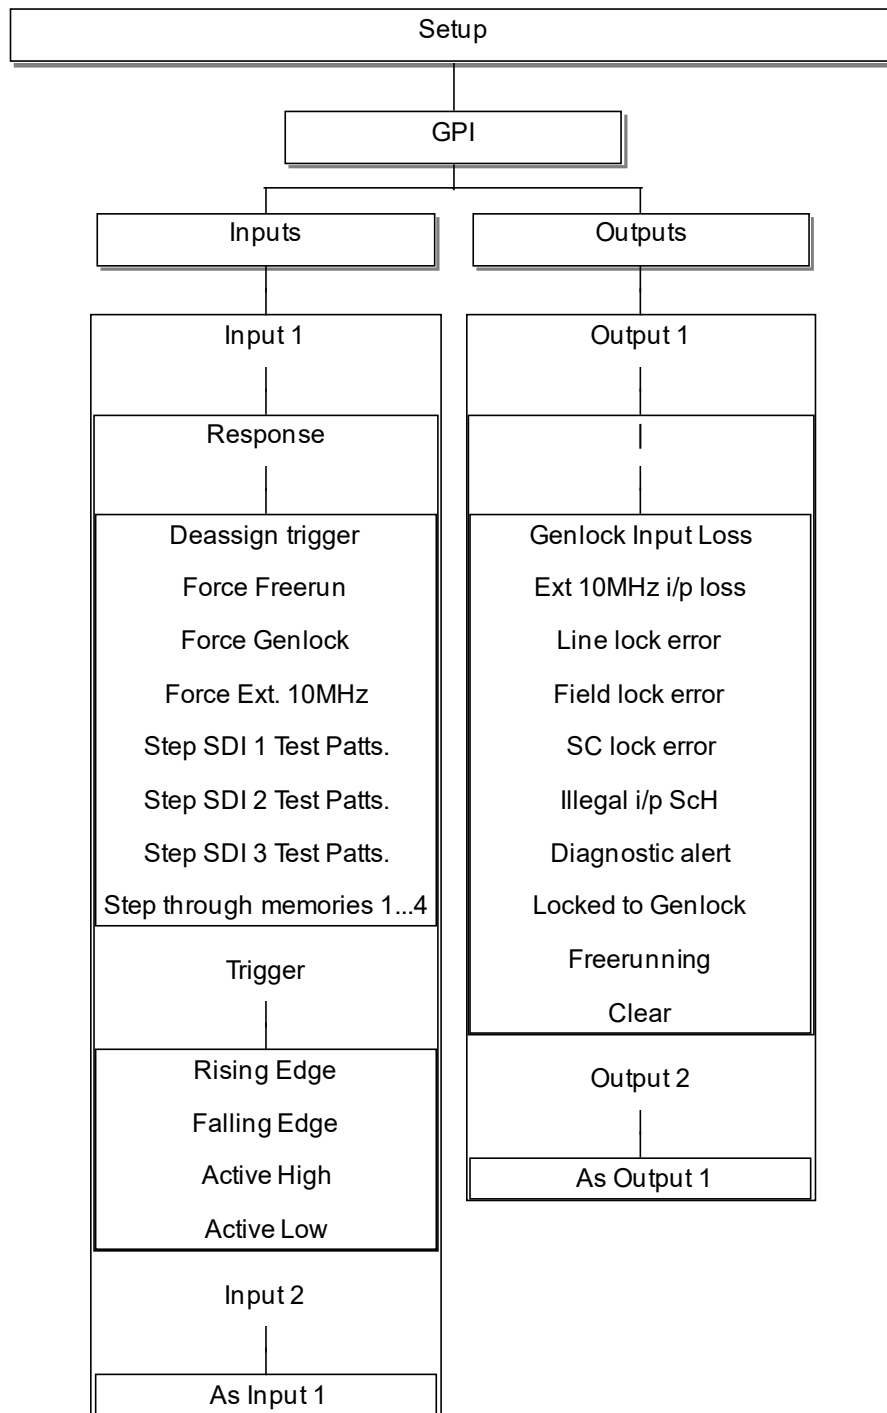 Setup
GPI
Inputs
Outputs
Input 1
Response
Deassign trigger
Force Freerun
Force Genlock
Force Ext. 10MHz
Step SDI 1 Test Patts.
Step SDI 2 Test Patts.
Step SDI 3 Test Patts.
Step through memories 1...4
Trigger
Rising Edge
Falling Edge
Active High
Active Low
Input 2
As Input 1
Output 1
Genlock Input Loss
Ext 10MHz i/p loss
Line lock error
Field lock error
SC lock error
Illegal i/p ScH
Diagnostic alert
Locked to Genlock
Freerunning
Clear
Output 2
As Output 1